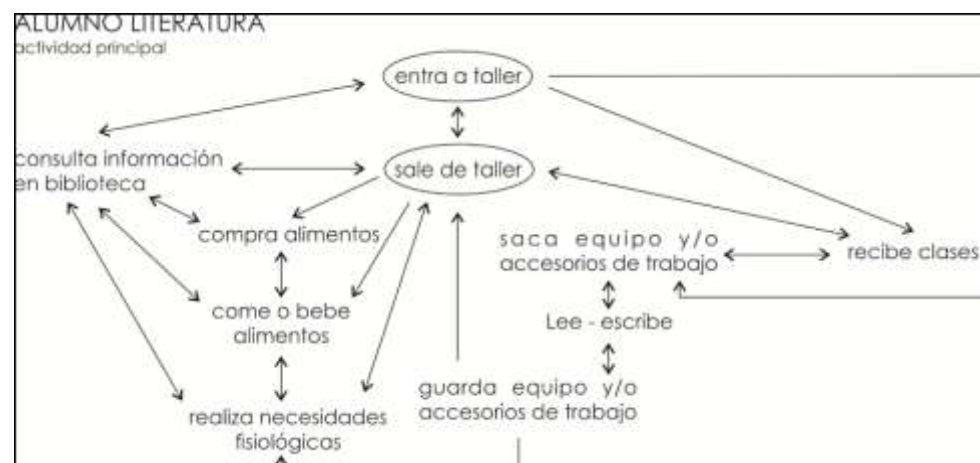 ALUMNO LITERATURA
actividad principal
entra a taller
consulta información
en biblioteca
sale de taller
compra alimentos
saca equipo y/o
accesorios de trabajo
recibe clases
come o bebe
alimentos
Lee - escribe
guarda equipo y/o
accesorios de trabajo
realiza necesidades
fisiológicas